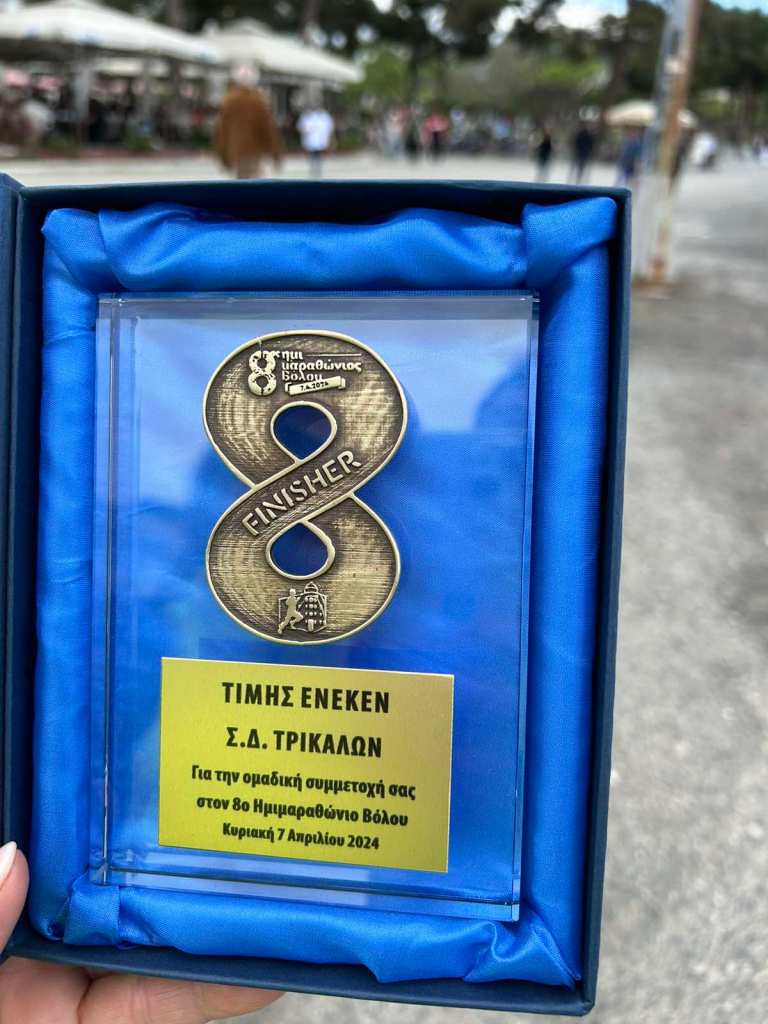 8 ημι
μαραθώνιος
Βόλου
7.4.2024
FINISHER
ΤΙΜΗΣ ΕΝΕΚΕΝ
Σ.Δ. ΤΡΙΚΑΛΩΝ
Για την ομαδική συμμετοχή σας
στον 8ο Ημιμαραθώνιο Βόλου
Κυριακή 7 Απριλίου 2024